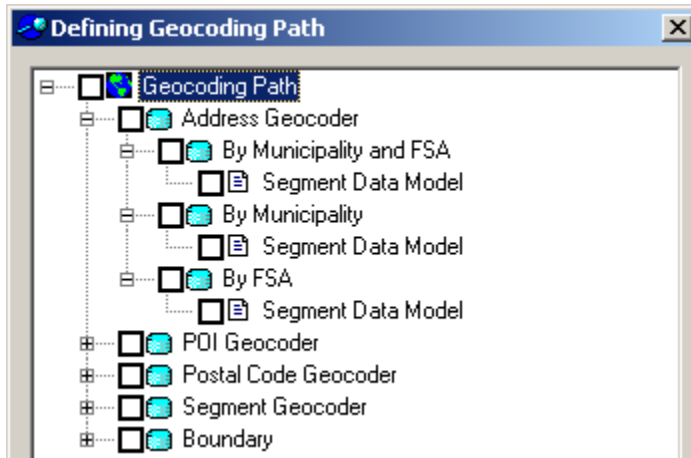 Defining Geocoding Path
Geocoding Path
Address Geocoder
By Municipality and FSA
Segment Data Model
By Municipality
Segment Data Model
By FSA
Segment Data Model
POI Geocoder
Postal Code Geocoder
Segment Geocoder
Boundary